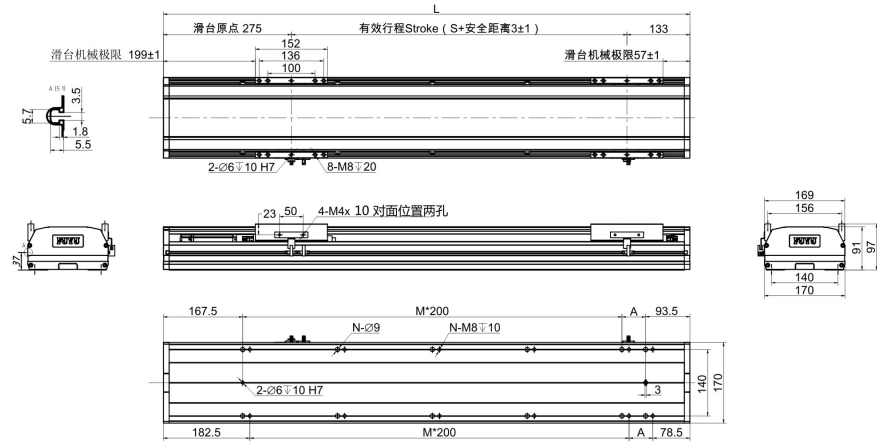 L
滑台原点 275
有效行程Stroke（S+安全距离3±1）
133
滑台机械极限 199±1
152
136
100
滑台机械极限57±1
A (5:1)
3.5
5.7
1.8
5.5
2-∅6↧10 H7
8-M8↧20
23
50
4-M4x 10 对面位置两孔
FUYU
A
37
169
156
FUYU
91
97
140
170
167.5
M*200
A
93.5
N-∅9
N-M8↧10
2-∅6↧10 H7
3
140
170
182.5
M*200
A
78.5